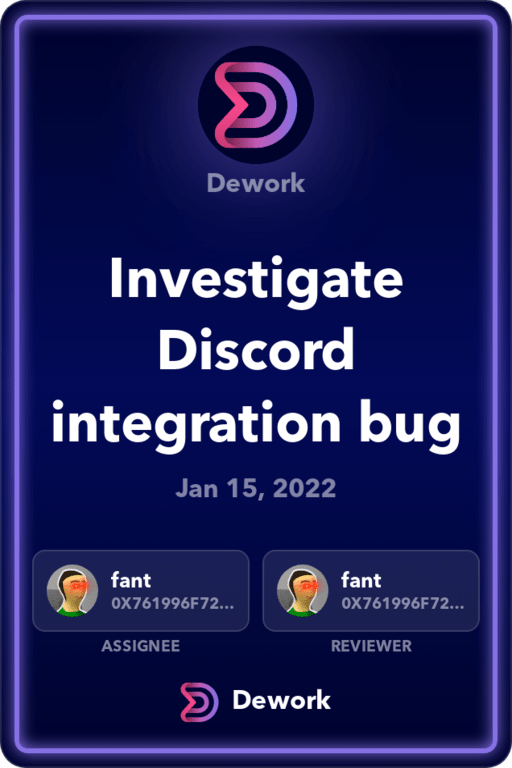 Dework
Investigate
Discord
integration bug
Jan 15, 2022
fant
0X761996F72...
fant
0X761996F72...
ASSIGNEE
REVIEWER
Dework